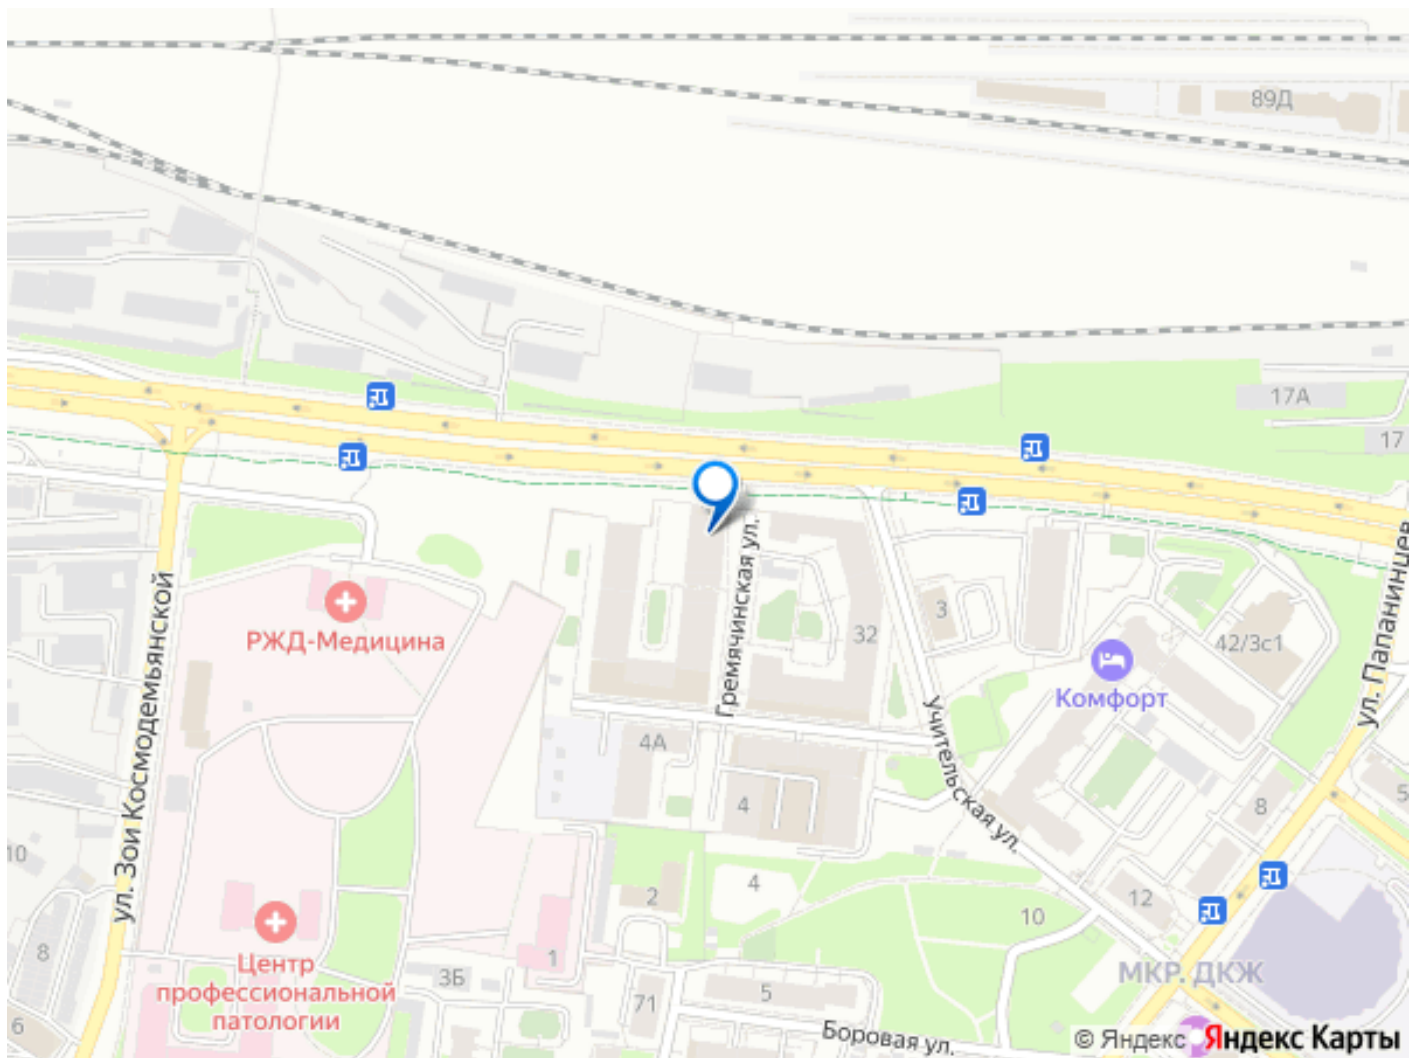 89Д
17А
17
РЖД-Медицина
Гремячинская ул.
32
3
42/3с1
Комфорт
ул. Папанинцев
ул. Зои Космодемьянской
Учительская ул.
4А
4
8
5
10
2
4
12
10
8
1
Центр
профессиональной
патологии
3Б
71
5
МКР. ДКЖ
6
Боровая ул.
© Яндекс Яндекс Карты